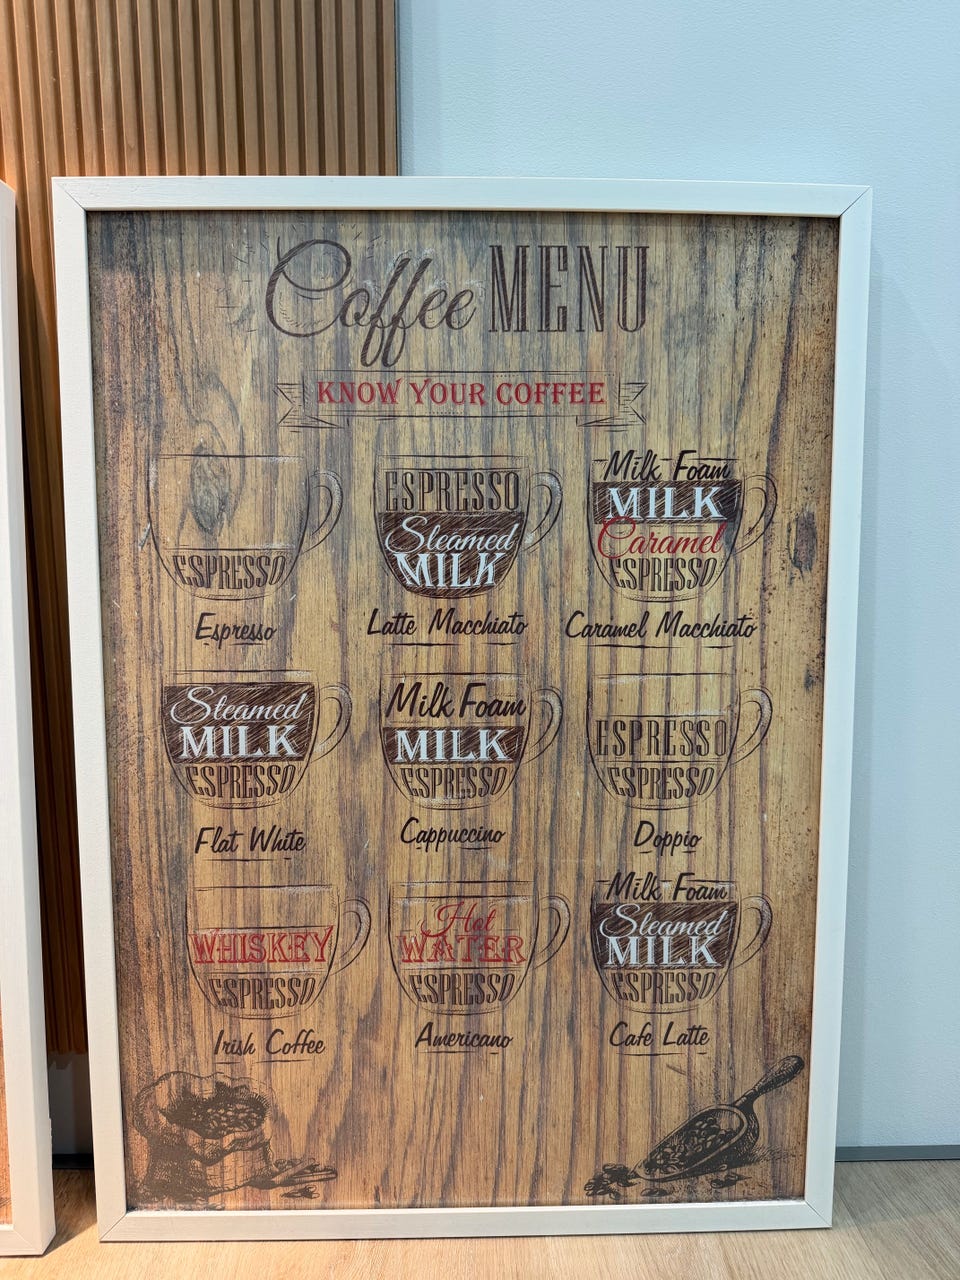 Coffee MENU
KNOW YOUR COFFEE
ESPRESSO
Espresso
ESPRESSO
Steamed
MILK
Latte Macchiato
Milk Foam
MILK
Caramel
ESPRESSO
Caramel Macchiato
Steamed
MILK
ESPRESSO
Flat White
Milk Foam
MILK
ESPRESSO
Cappuccino
ESPRESSO
ESPRESSO
Doppio
WHISKEY
ESPRESSO
Irish Coffee
Hot
WATER
ESPRESSO
Americano
Milk Foam
Steamed
MILK
ESPRESSO
Cafe Latte